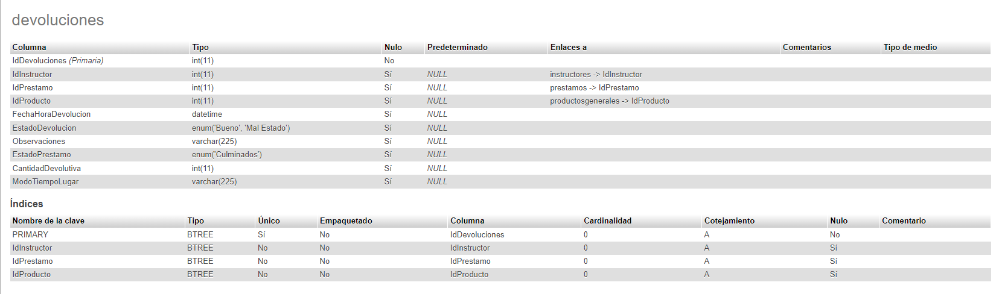 devoluciones
Columna Tipo Nulo Predeterminado Enlaces a Comentarios Tipo de medio
IdDevoluciones (Primaria) int(11) No
IdInstructor int(11) Sí NULL instructores -> IdInstructor
IdPrestamo int(11) Sí NULL prestamos -> IdPrestamo
IdProducto int(11) Sí NULL productosgenerales -> IdProducto
FechaHoraDevolucion datetime Sí NULL
EstadoDevolucion enum('Bueno', 'Mal Estado') Sí NULL
Observaciones varchar(225) Sí NULL
EstadoPrestamo enum('Culminados') Sí NULL
CantidadDevolutiva int(11) Sí NULL
ModoTiempoLugar varchar(225) Sí NULL
Índices
Nombre de la clave Tipo Único Empaquetado Columna Cardinalidad Cotejamiento Nulo Comentario
PRIMARY BTREE Sí No IdDevoluciones 0 A No
IdInstructor BTREE No No IdInstructor 0 A Sí
IdPrestamo BTREE No No IdPrestamo 0 A Sí
IdProducto BTREE No No IdProducto 0 A Sí